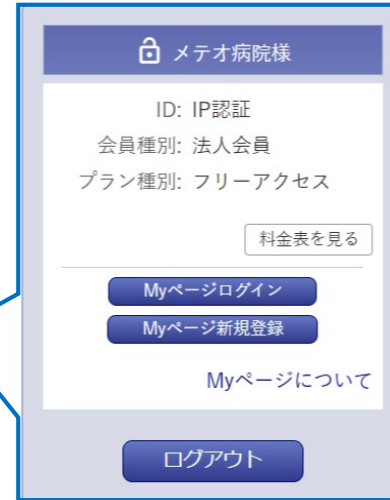 メテオ病院様
ID: IP認証
会員種別: 法人会員
プラン種別: フリーアクセス
料金表を見る
Myページログイン
Myページ新規登録
Myページについて
ログアウト